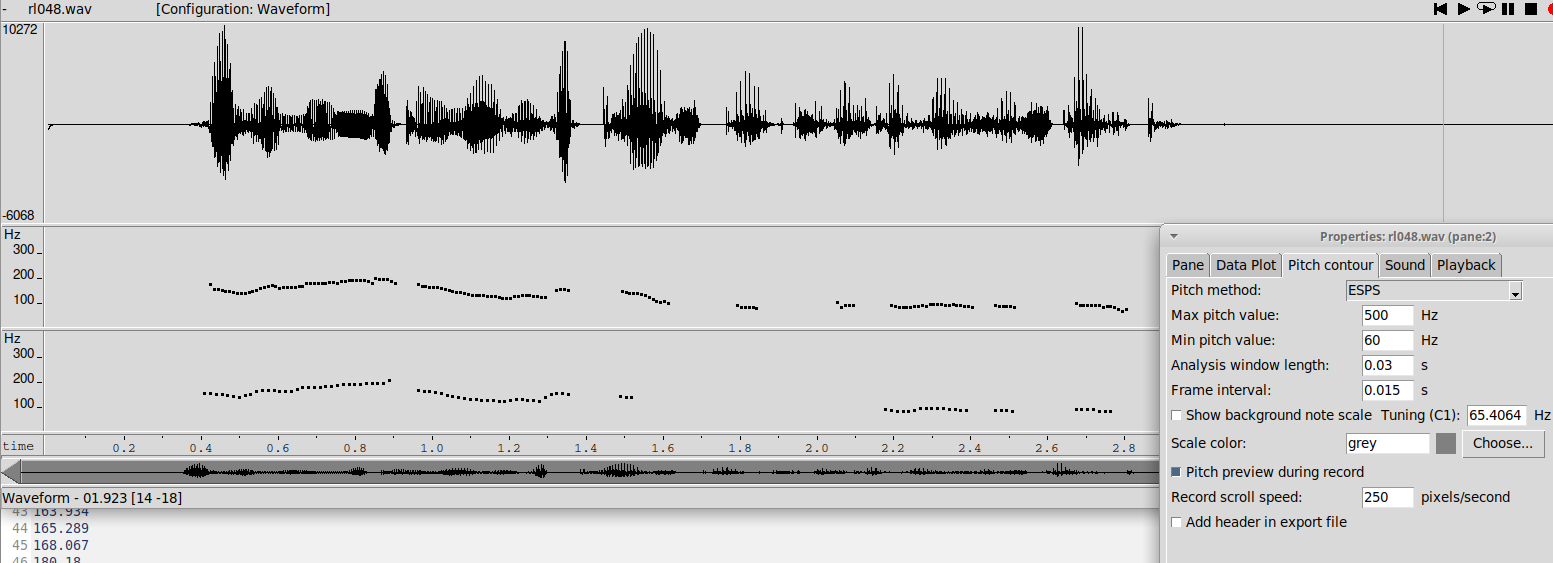 - rl048.wav [Configuration: Waveform]
10272
-6068
Hz
300
200
100
Hz
300
200
100
time 0.2 0.4 0.6 0.8 1.0 1.2 1.4 1.6 1.8 2.0 2.2 2.4 2.6 2.8
Waveform - 01.923 [14 -18]
43 163.934
44 165.289
45 168.067
46 180.18
Properties: rl048.wav (pane:2)
Pane Data Plot Pitch contour Sound Playback
Pitch method: ESPS
Max pitch value: 500 Hz
Min pitch value: 60 Hz
Analysis window length: 0.03 s
Frame interval: 0.015 s
Show background note scale Tuning (C1): 65.4064 Hz
Scale color: grey Choose...
Pitch preview during record
Record scroll speed: 250 pixels/second
Add header in export file